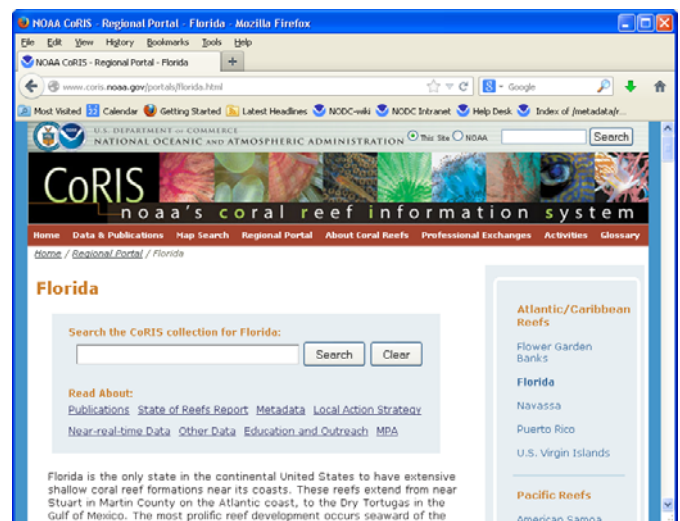 NOAA CoRIS - Regional Portal - Florida - Mozilla Firefox
File Edit View History Bookmarks Tools Help
NOAA CoRIS - Regional Portal - Florida +
www.coris.noaa.gov/portals/florida.html Google
Most Visited Calendar Getting Started Latest Headlines NODC-wiki NODC Intranet Help Desk Index of /metadata/r...
U.S. DEPARTMENT OF COMMERCE
NATIONAL OCEANIC AND ATMOSPHERIC ADMINISTRATION This Site NOAA Search
CoRIS
noaa's coral reef information system
Home Data & Publications Map Search Regional Portal About Coral Reefs Professional Exchanges Activities Glossary
Home / Regional Portal / Florida
Florida
Search the CoRIS collection for Florida:
Search Clear
Read About:
Publications State of Reefs Report Metadata Local Action Strategy
Near-real-time Data Other Data Education and Outreach MPA
Florida is the only state in the continental United States to have extensive
shallow coral reef formations near its coasts. These reefs extend from near
Stuart in Martin County on the Atlantic coast, to the Dry Tortugas in the
Gulf of Mexico. The most prolific reef development occurs seaward of the
Atlantic/Caribbean
Reefs
Flower Garden
Banks
Florida
Navassa
Puerto Rico
U.S. Virgin Islands
Pacific Reefs
American Samoa